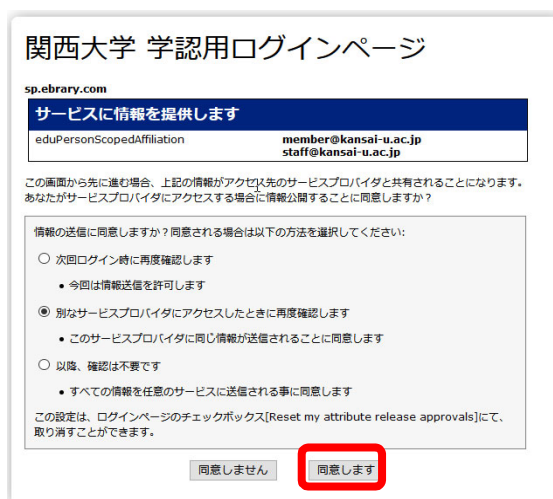 関西大学 学認用ログインページ
sp.ebrary.com
サービスに情報を提供します
eduPersonScopedAffiliation member@kansai-u.ac.jp
staff@kansai-u.ac.jp
この画面から先に進む場合、上記の情報がアクセス先のサービスプロバイダと共有されることになります。
あなたがサービスプロバイダにアクセスする場合に情報公開することに同意しますか？
情報の送信に同意しますか？同意される場合は以下の方法を選択してください:
次回ログイン時に再度確認します
• 今回は情報送信を許可します
別なサービスプロバイダにアクセスしたときに再度確認します
• このサービスプロバイダに同じ情報が送信されることに同意します
以降、確認は不要です
• すべての情報を任意のサービスに送信される事に同意します
この設定は、ログインページのチェックボックス[Reset my attribute release approvals]にて、
取り消すことができます。
同意しません 同意します